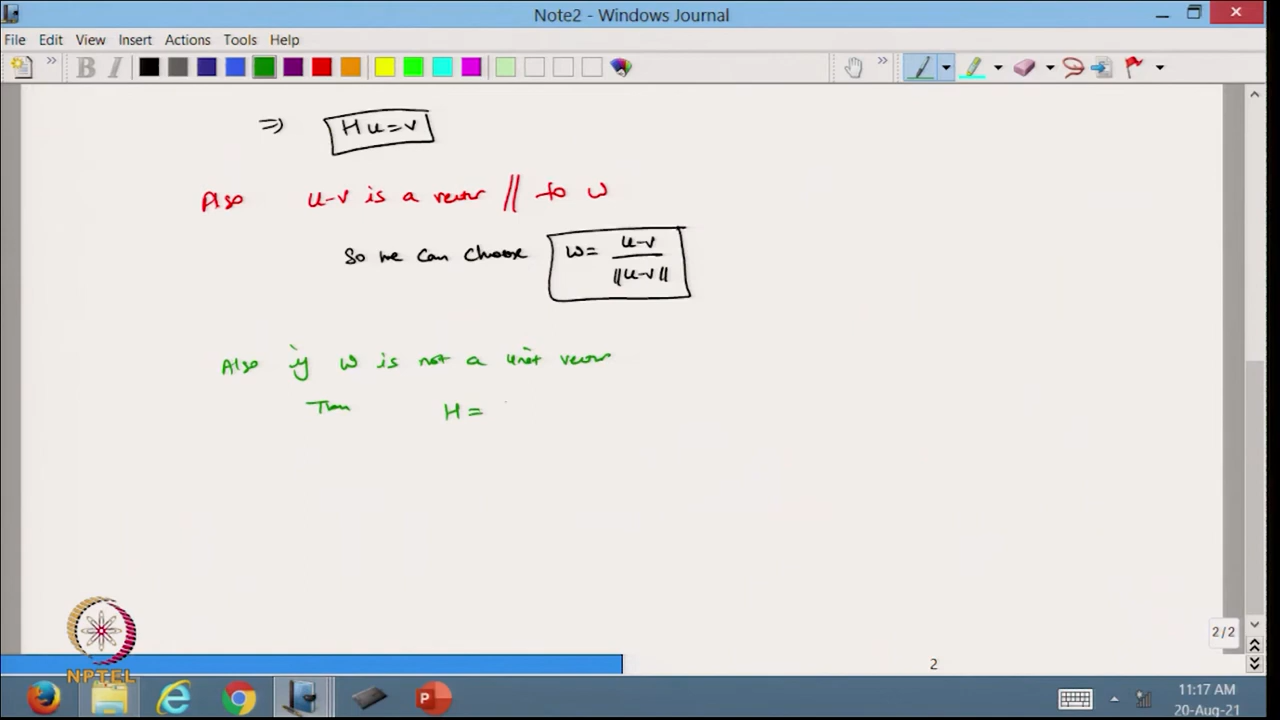 Note2 - Windows Journal
File Edit View Insert Actions Tools Help
B I
⇒ Hu=v
Also u-v is a vector || to w
So we can choose w= u-v
||u-v||
Also if w is not a unit vector
Then H=
2/2
2
NPTEL
11:17 AM
20-Aug-21